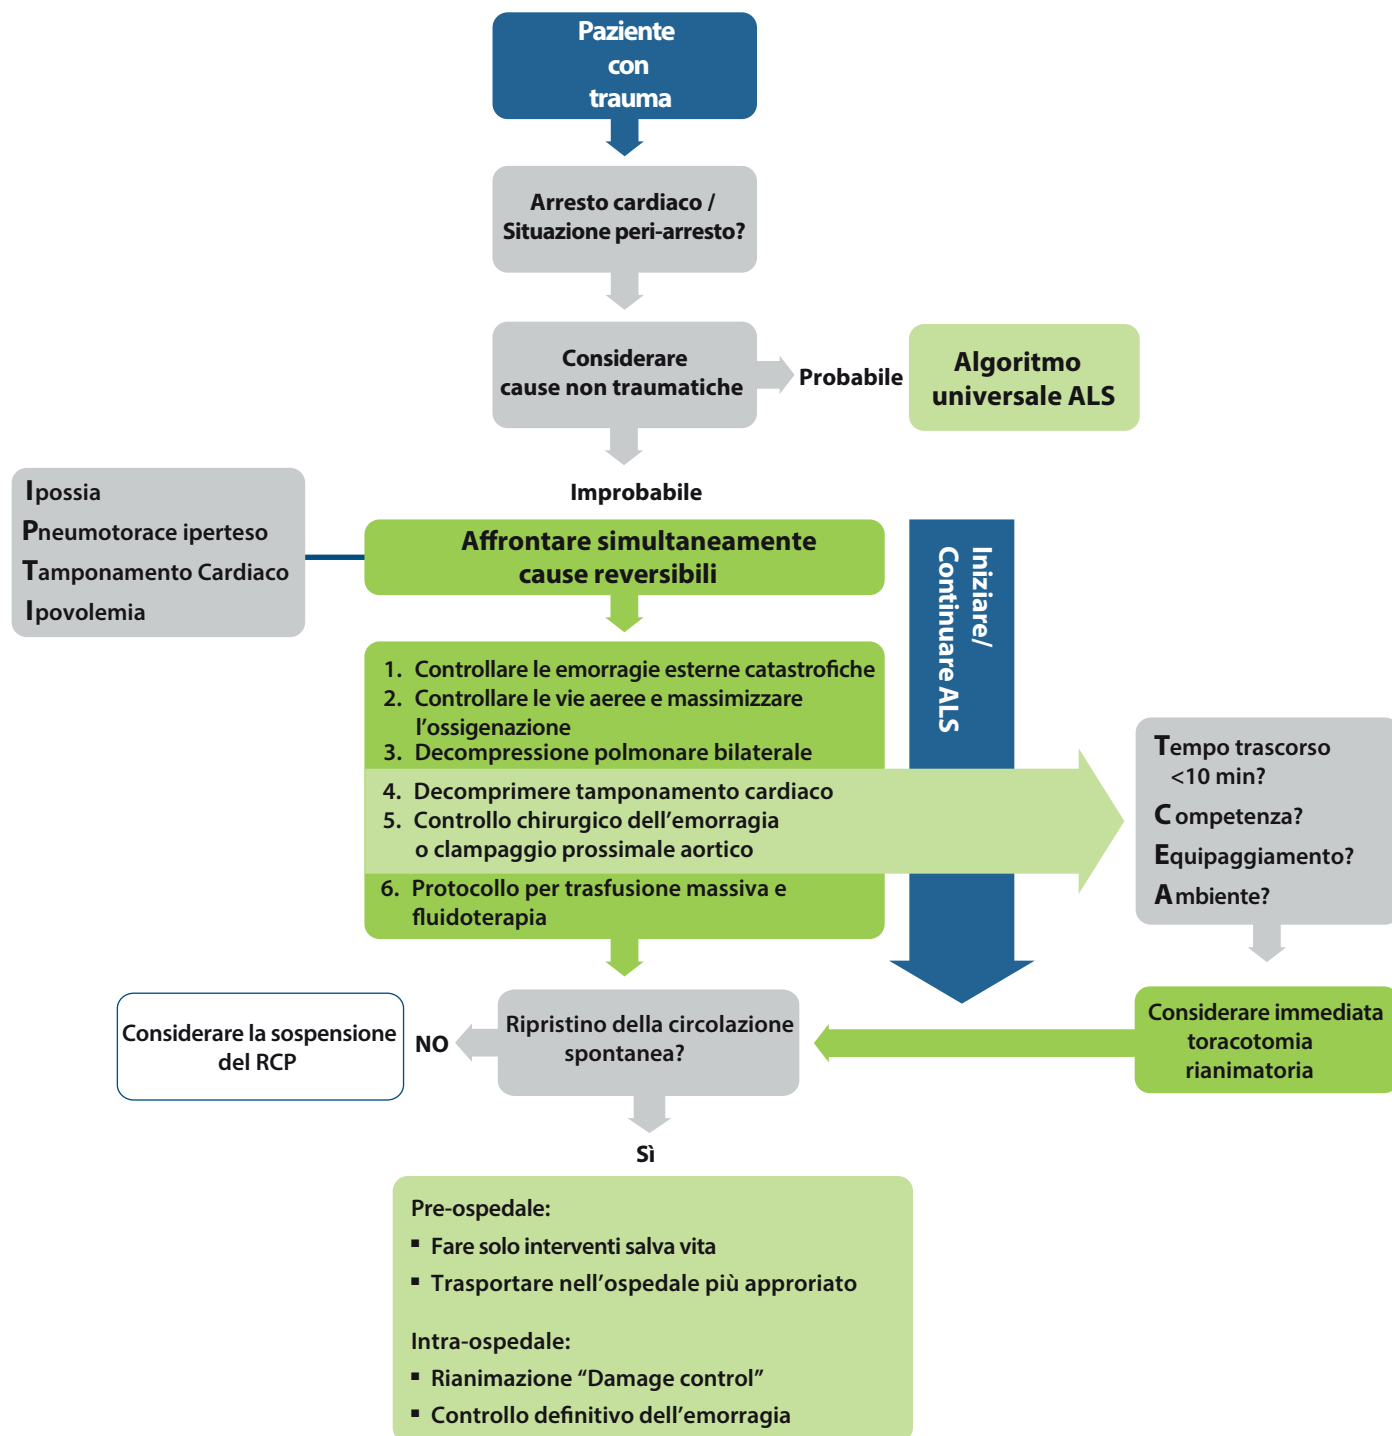 Paziente
con
trauma
Arresto cardiaco /
Situazione peri-arresto?
Considerare
cause non traumatiche
Probabile
Algoritmo
universale ALS
Improbabile
Ipossia
Pneumotorace iperteso
Tamponamento Cardiaco
Ipovolemia
Affrontare simultaneamente
cause reversibili
Iniziare/
Continuare ALS
1. Controllare le emorragie esterne catastrofiche
2. Controllare le vie aeree e massimizzare
l'ossigenazione
3. Decompressione polmonare bilaterale
4. Decomprimere tamponamento cardiaco
5. Controllo chirurgico dell'emorragia
o clampaggio prossimale aortico
6. Protocollo per trasfusione massiva e
fluidoterapia
Tempo trascorso
<10 min?
Competenza?
Equipaggiamento?
Ambiente?
Considerare immediata
toracotomia
rianimatoria
Ripristino della circolazione
spontanea?
NO
Considerare la sospensione
del RCP
Sì
Pre-ospedale:
▪ Fare solo interventi salva vita
▪ Trasportare nell'ospedale più approriato
Intra-ospedale:
▪ Rianimazione “Damage control”
▪ Controllo definitivo dell'emorragia